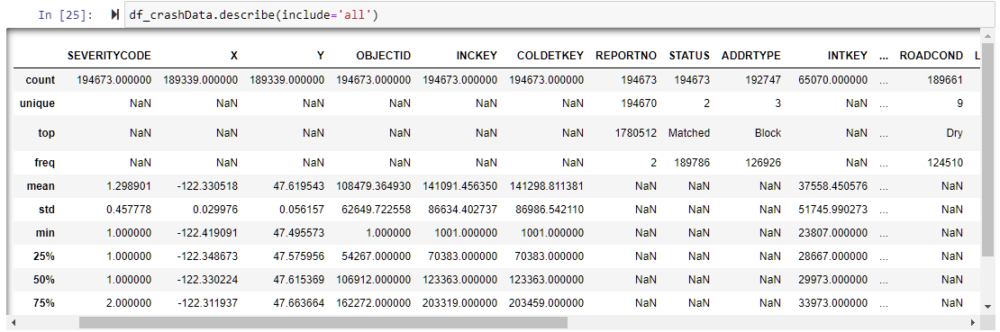 In [25]: df_crashData.describe(include='all')
SEVERITYCODE X Y OBJECTID INCKEY COLDETKEY REPORTNO STATUS ADDRTYPE INTKEY ... ROADCOND L
count 194673.000000 189339.000000 189339.000000 194673.000000 194673.000000 194673.000000 194673 194673 192747 65070.000000 ... 189661
unique NaN NaN NaN NaN NaN NaN 194670 2 3 NaN ... 9
top NaN NaN NaN NaN NaN NaN 1780512 Matched Block NaN ... Dry
freq NaN NaN NaN NaN NaN NaN 2 189786 126926 NaN ... 124510
mean 1.298901 -122.330518 47.619543 108479.364930 141091.456350 141298.811381 NaN NaN NaN 37558.450576 ... NaN
std 0.457778 0.029976 0.056157 62649.722558 86634.402737 86986.542110 NaN NaN NaN 51745.990273 ... NaN
min 1.000000 -122.419091 47.495573 1.000000 1001.000000 1001.000000 NaN NaN NaN 23807.000000 ... NaN
25% 1.000000 -122.348673 47.575956 54267.000000 70383.000000 70383.000000 NaN NaN NaN 28667.000000 ... NaN
50% 1.000000 -122.330224 47.615369 106912.000000 123363.000000 123363.000000 NaN NaN NaN 29973.000000 ... NaN
75% 2.000000 -122.311937 47.663664 162272.000000 203319.000000 203459.000000 NaN NaN NaN 33973.000000 ... NaN